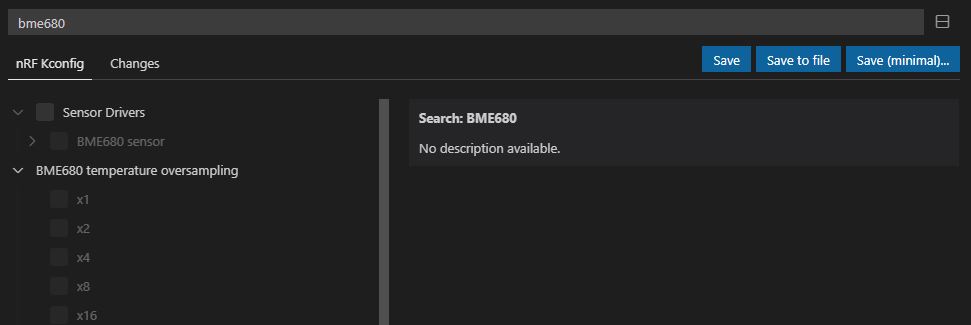 bme680
nRF Kconfig Changes Save Save to file Save (minimal)...
Sensor Drivers
BME680 sensor
BME680 temperature oversampling
x1
x2
x4
x8
x16
Search: BME680
No description available.